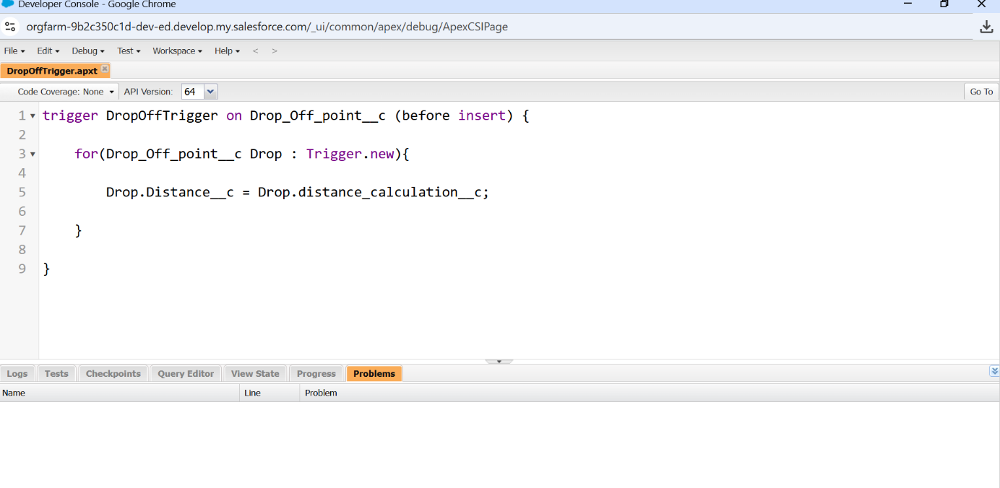 Developer Console - Google Chrome
orgfarm-9b2c350c1d-dev-ed.develop.my.salesforce.com/_ui/common/apex/debug/ApexCSIPage
File Edit Debug Test Workspace Help < >
DropOffTrigger.apxt
Code Coverage: None API Version: 64 Go To
1 trigger DropOffTrigger on Drop_Off_point__c (before insert) {
2
3 for(Drop_Off_point__c Drop : Trigger.new){
4
5 Drop.Distance__c = Drop.distance_calculation__c;
6
7 }
8
9 }
Logs Tests Checkpoints Query Editor View State Progress Problems
Name Line Problem